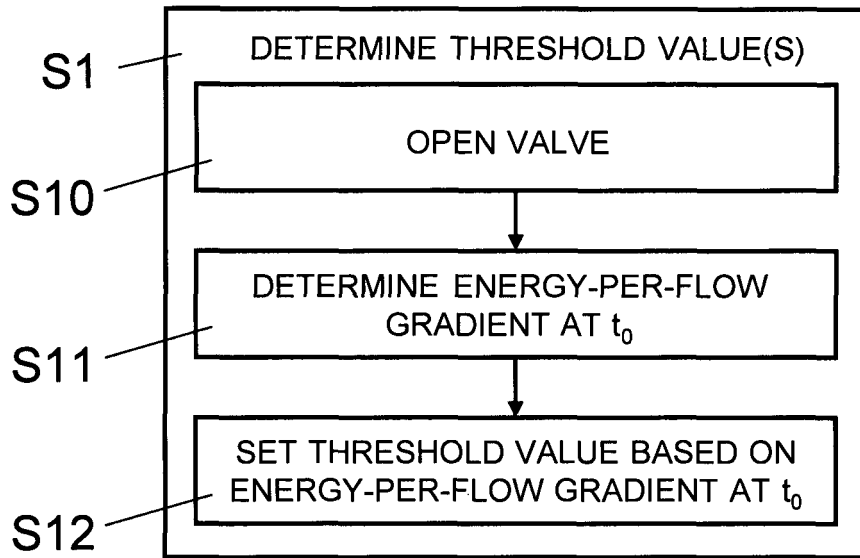 S1
DETERMINE THRESHOLD VALUE(S)
OPEN VALVE
S10
DETERMINE ENERGY-PER-FLOW
GRADIENT AT t₀
S11
SET THRESHOLD VALUE BASED ON
ENERGY-PER-FLOW GRADIENT AT t₀
S12